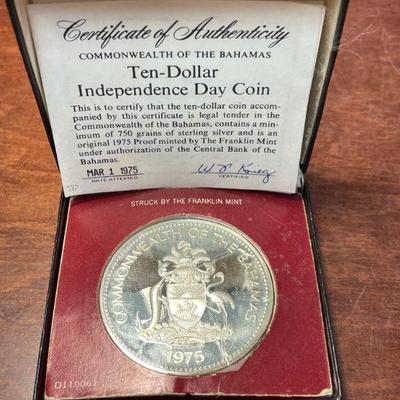 Certificate of Authenticity
COMMONWEALTH OF THE BAHAMAS
Ten-Dollar
Independence Day Coin
This is to certify that the ten-dollar coin accom-
panied by this certificate is legal tender in the
Commonwealth of the Bahamas, contains a min-
imum of 750 grains of sterling silver and is an
original 1975 Proof minted by The Franklin Mint
under authorization of the Central Bank of the
Bahamas.
MAR 1 1975
DATE ATTESTED
CERTIFIED
STRUCK BY THE FRANKLIN MINT
COMMONWEALTH OF THE BAHAMAS
1975
D110061